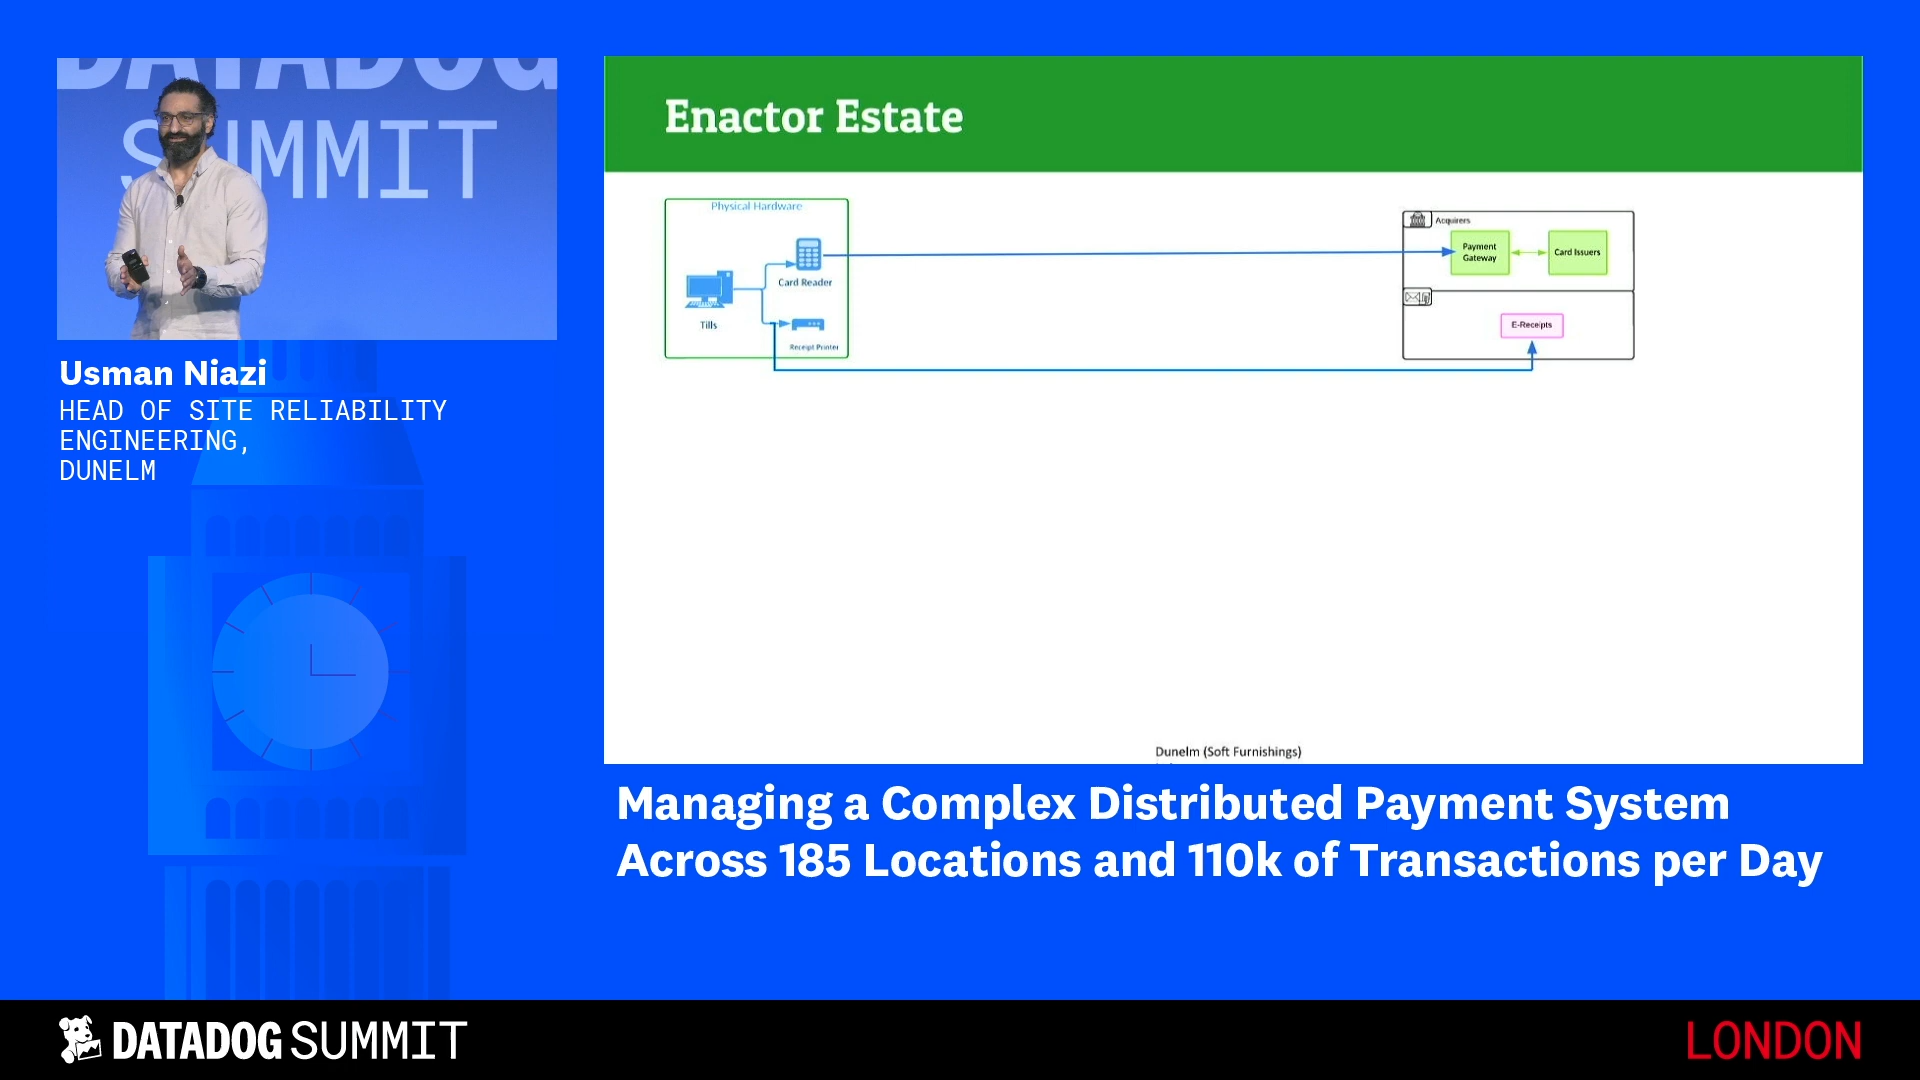 DATADOG
SUMMIT
Usman Niazi
HEAD OF SITE RELIABILITY
ENGINEERING,
DUNELM
Enactor Estate
Physical Hardware
Card Reader
Tills
Receipt Printer
Acquirers
Payment
Gateway
Card Issuers
E-Receipts
Dunelm (Soft Furnishings)
Managing a Complex Distributed Payment System
Across 185 Locations and 110k of Transactions per Day
DATADOG SUMMIT
LONDON